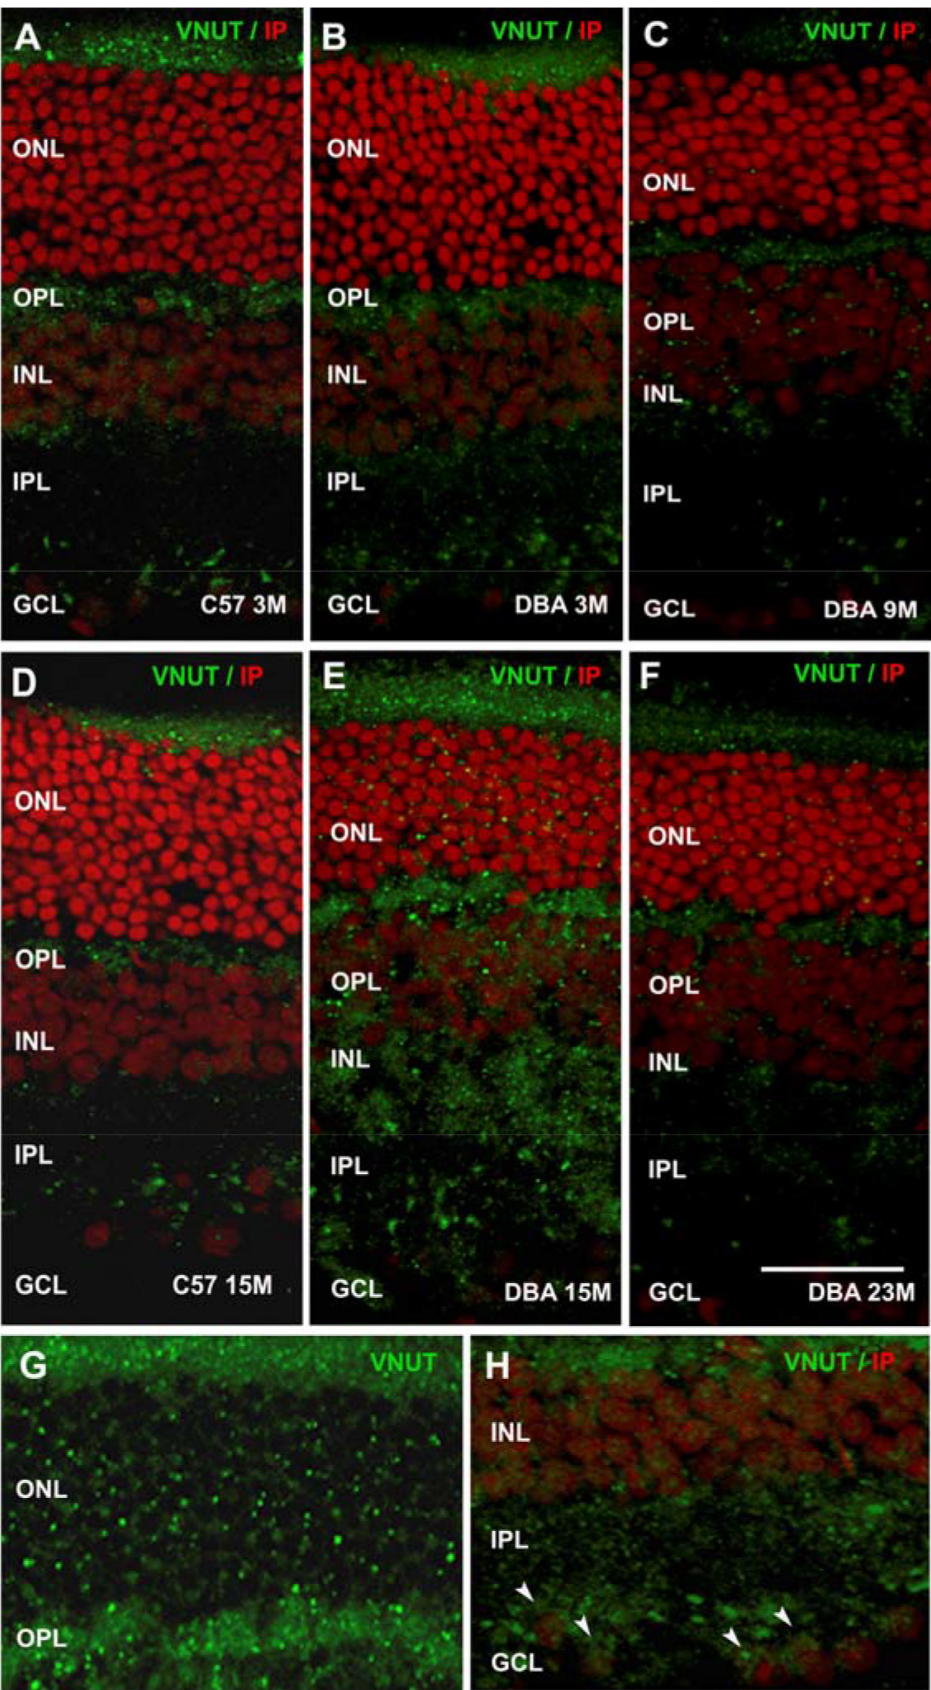 A VNUT / IP
ONL
OPL
INL
IPL
GCL C57 3M
B VNUT / IP
ONL
OPL
INL
IPL
GCL DBA 3M
C VNUT / IP
ONL
OPL
INL
IPL
GCL DBA 9M
D VNUT / IP
ONL
OPL
INL
IPL
GCL C57 15M
E VNUT / IP
ONL
OPL
INL
IPL
GCL DBA 15M
F VNUT / IP
ONL
OPL
INL
IPL
GCL DBA 23M
G VNUT
ONL
OPL
H VNUT / IP
INL
IPL
GCL